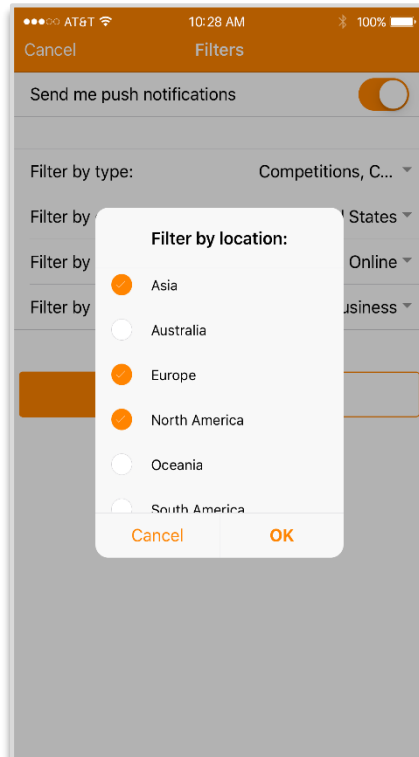 AT&T 10:28 AM 100%
Cancel Filters
Send me push notifications
Filter by type: Competitions, C...
Filter by States
Filter by Online
Filter by
Filter by location:
Asia
Australia
Europe
North America
Oceania
South America
Cancel OK